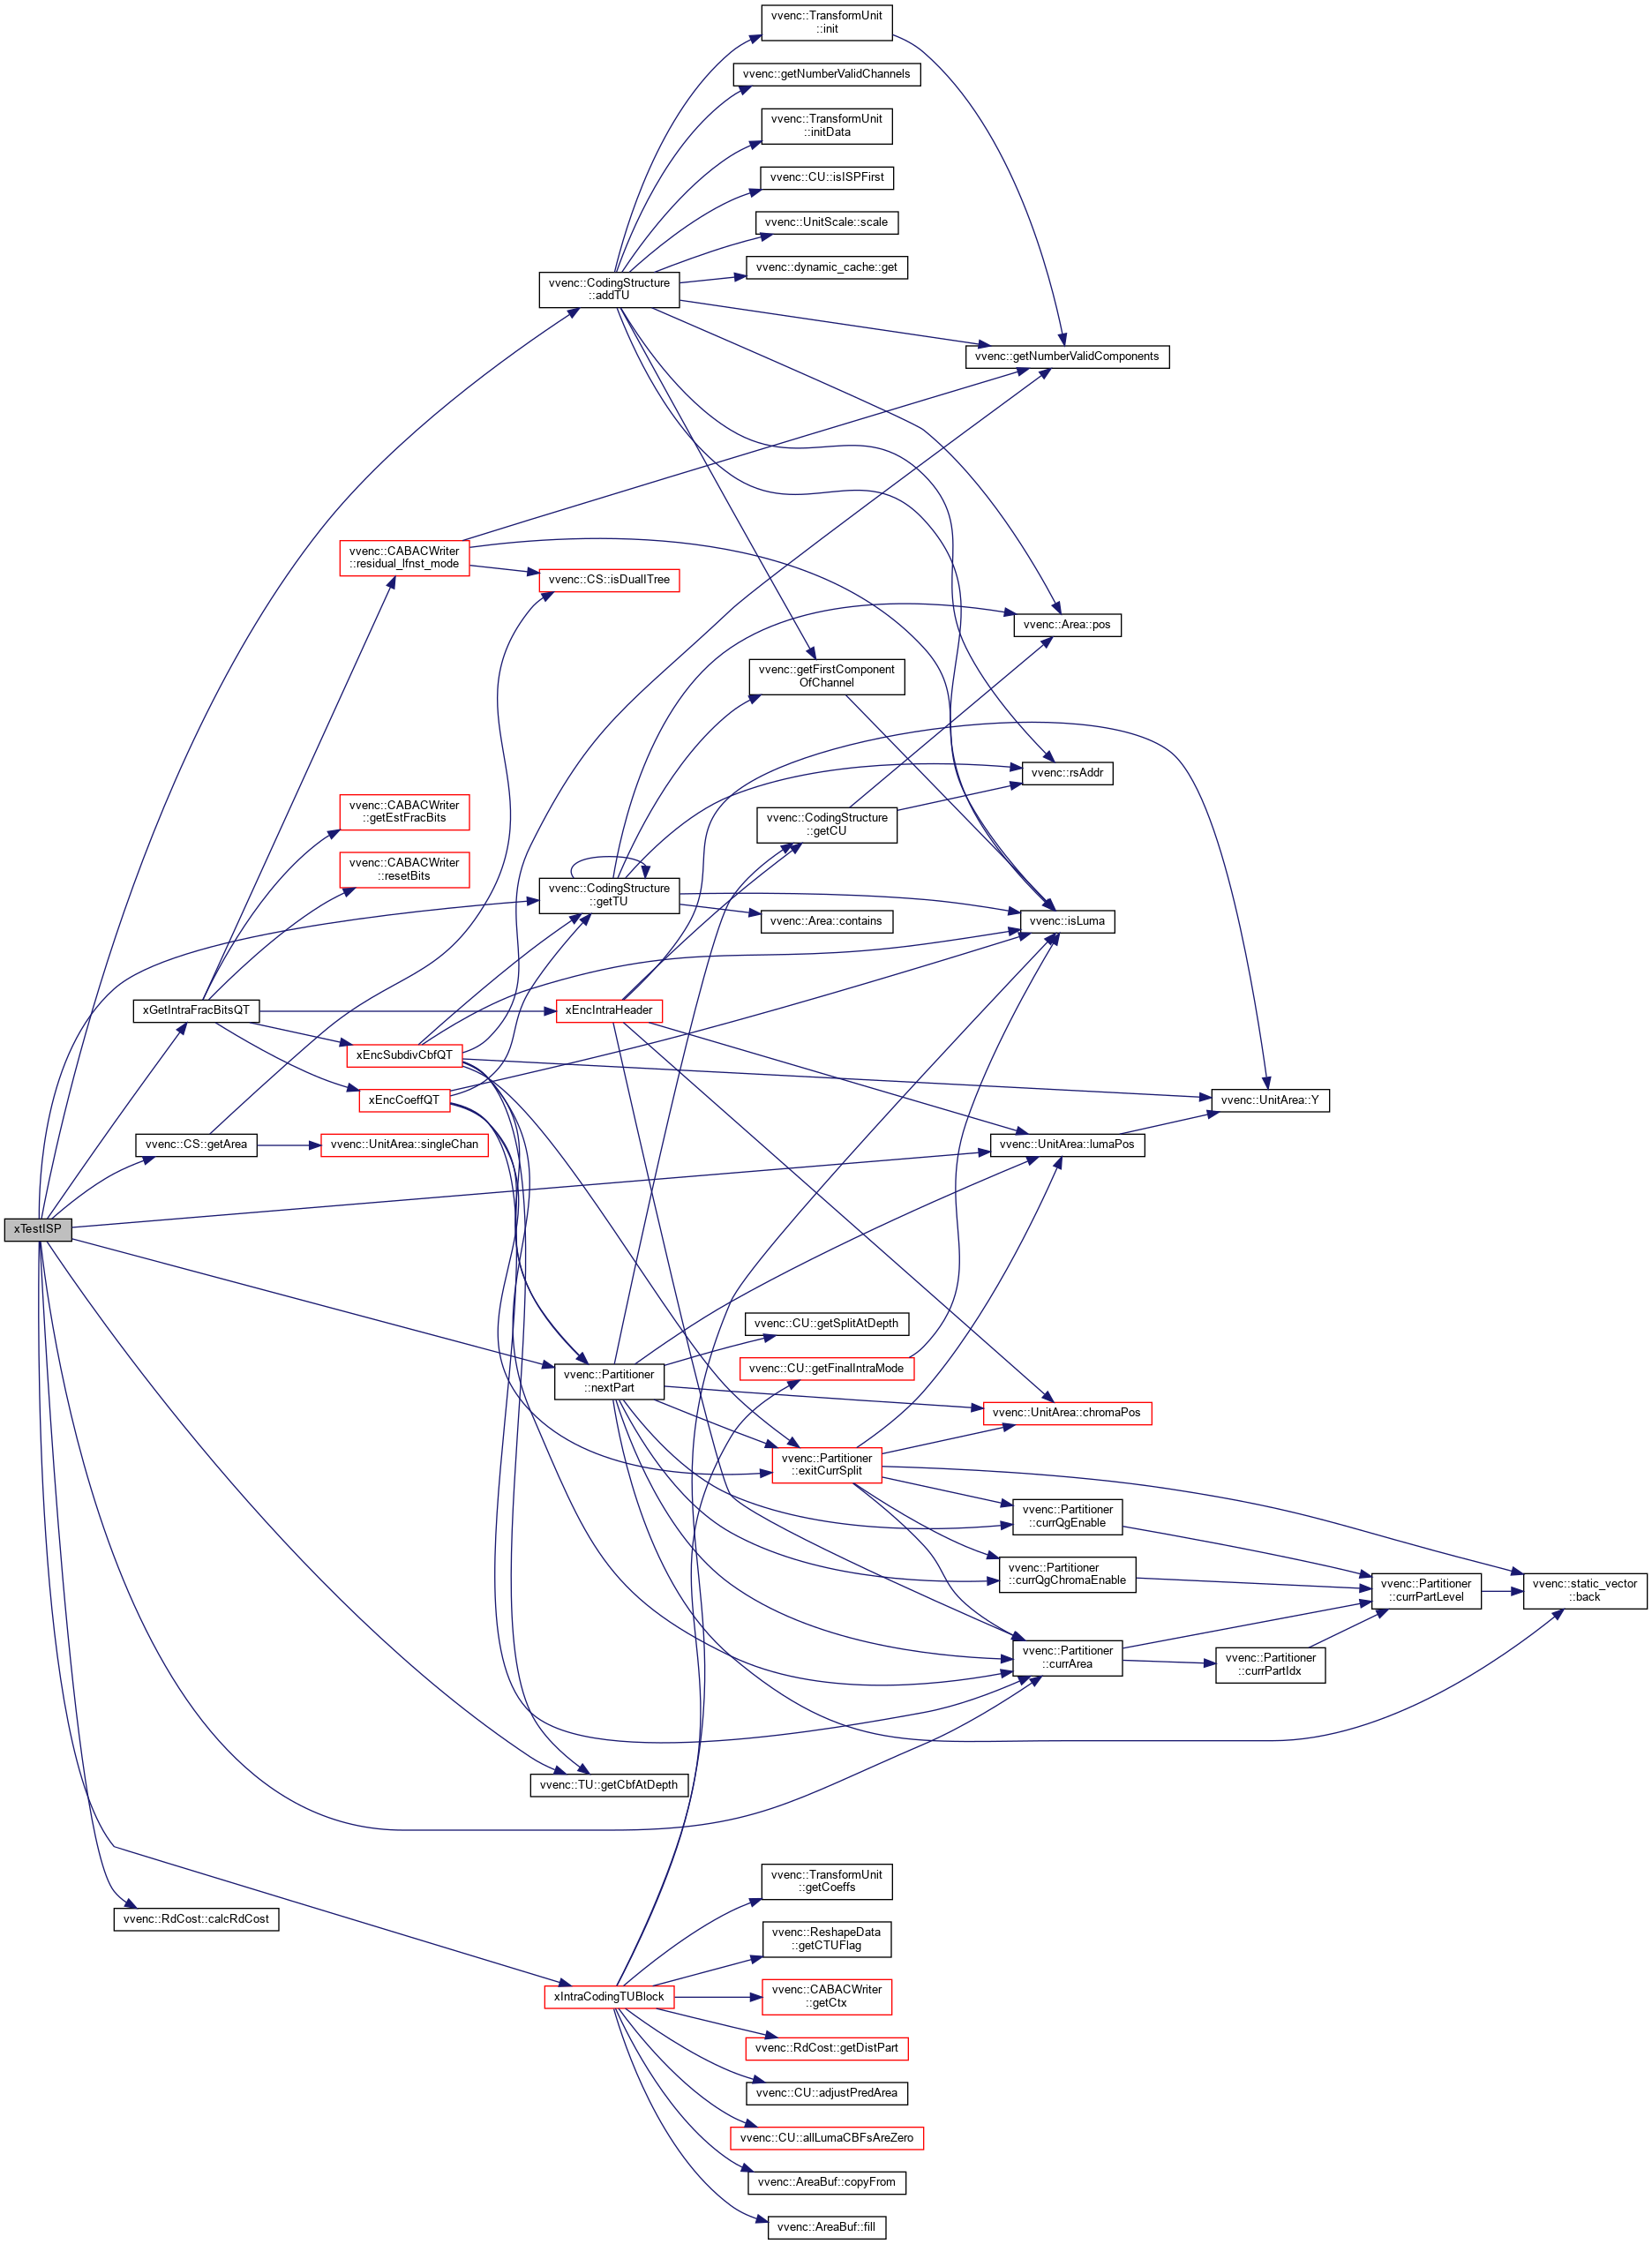 vvenc::TransformUnit
::init
vvenc::getNumberValidChannels
vvenc::TransformUnit
::initData
vvenc::CU::isISPFirst
vvenc::UnitScale::scale
vvenc::dynamic_cache::get
vvenc::CodingStructure
::addTU
vvenc::getNumberValidComponents
vvenc::CABACWriter
::residual_lfnst_mode
vvenc::CS::isDualITree
vvenc::Area::pos
vvenc::getFirstComponent
OfChannel
vvenc::rsAddr
vvenc::CABACWriter
::getEstFracBits
vvenc::CodingStructure
::getCU
vvenc::CABACWriter
::resetBits
vvenc::CodingStructure
::getTU
vvenc::Area::contains
vvenc::isLuma
xGetIntraFracBitsQT
xEncIntraHeader
xEncSubdivCbfQT
xEncCoeffQT
vvenc::UnitArea::Y
vvenc::CS::getArea
vvenc::UnitArea::singleChan
vvenc::UnitArea::lumaPos
xTestISP
vvenc::CU::getSplitAtDepth
vvenc::CU::getFinalIntraMode
vvenc::Partitioner
::nextPart
vvenc::UnitArea::chromaPos
vvenc::Partitioner
::exitCurrSplit
vvenc::Partitioner
::currQgEnable
vvenc::Partitioner
::currQgChromaEnable
vvenc::Partitioner
::currPartLevel
vvenc::static_vector
::back
vvenc::Partitioner
::currArea
vvenc::Partitioner
::currPartIdx
vvenc::TU::getCbfAtDepth
vvenc::TransformUnit
::getCoeffs
vvenc::RdCost::calcRdCost
vvenc::ReshapeData
::getCTUFlag
xIntraCodingTUBlock
vvenc::CABACWriter
::getCtx
vvenc::RdCost::getDistPart
vvenc::CU::adjustPredArea
vvenc::CU::allLumaCBFsAreZero
vvenc::AreaBuf::copyFrom
vvenc::AreaBuf::fill